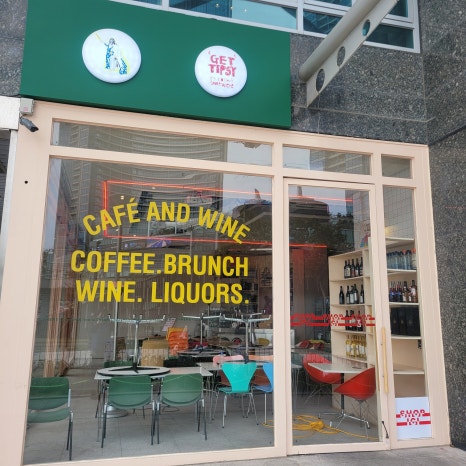 GET
TIPSY
CAFÉ AND WINE
COFFEE.BRUNCH
WINE. LIQUORS.
SHOP